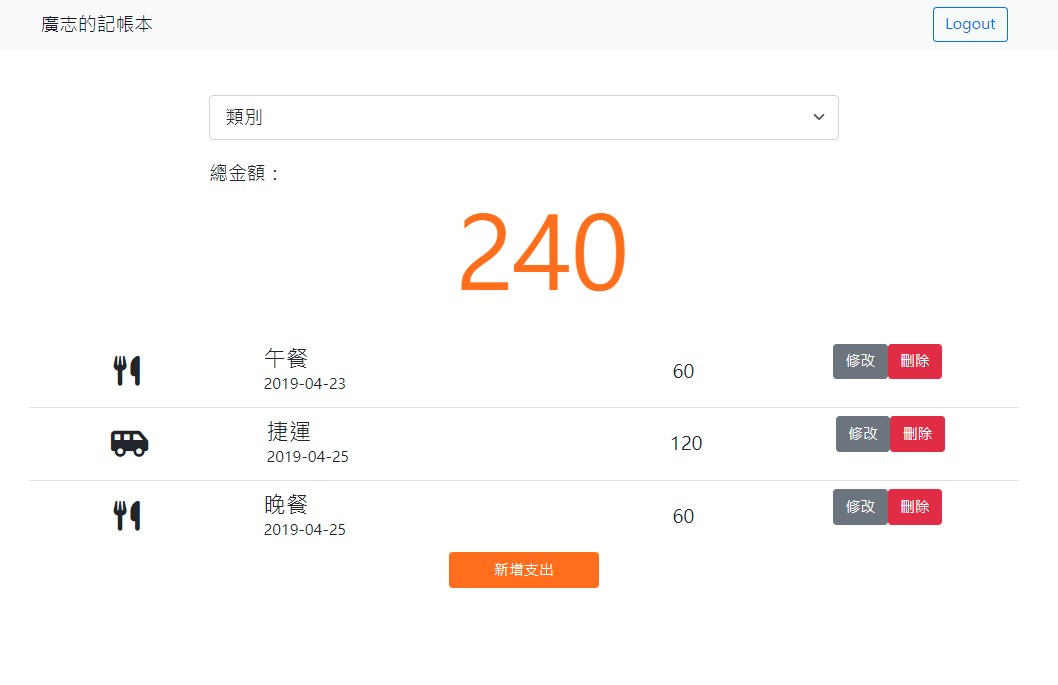 廣志的記帳本
Logout
類別
總金額：
240
午餐
2019-04-23
60
修改 刪除
捷運
2019-04-25
120
修改 刪除
晚餐
2019-04-25
60
修改 刪除
新增支出